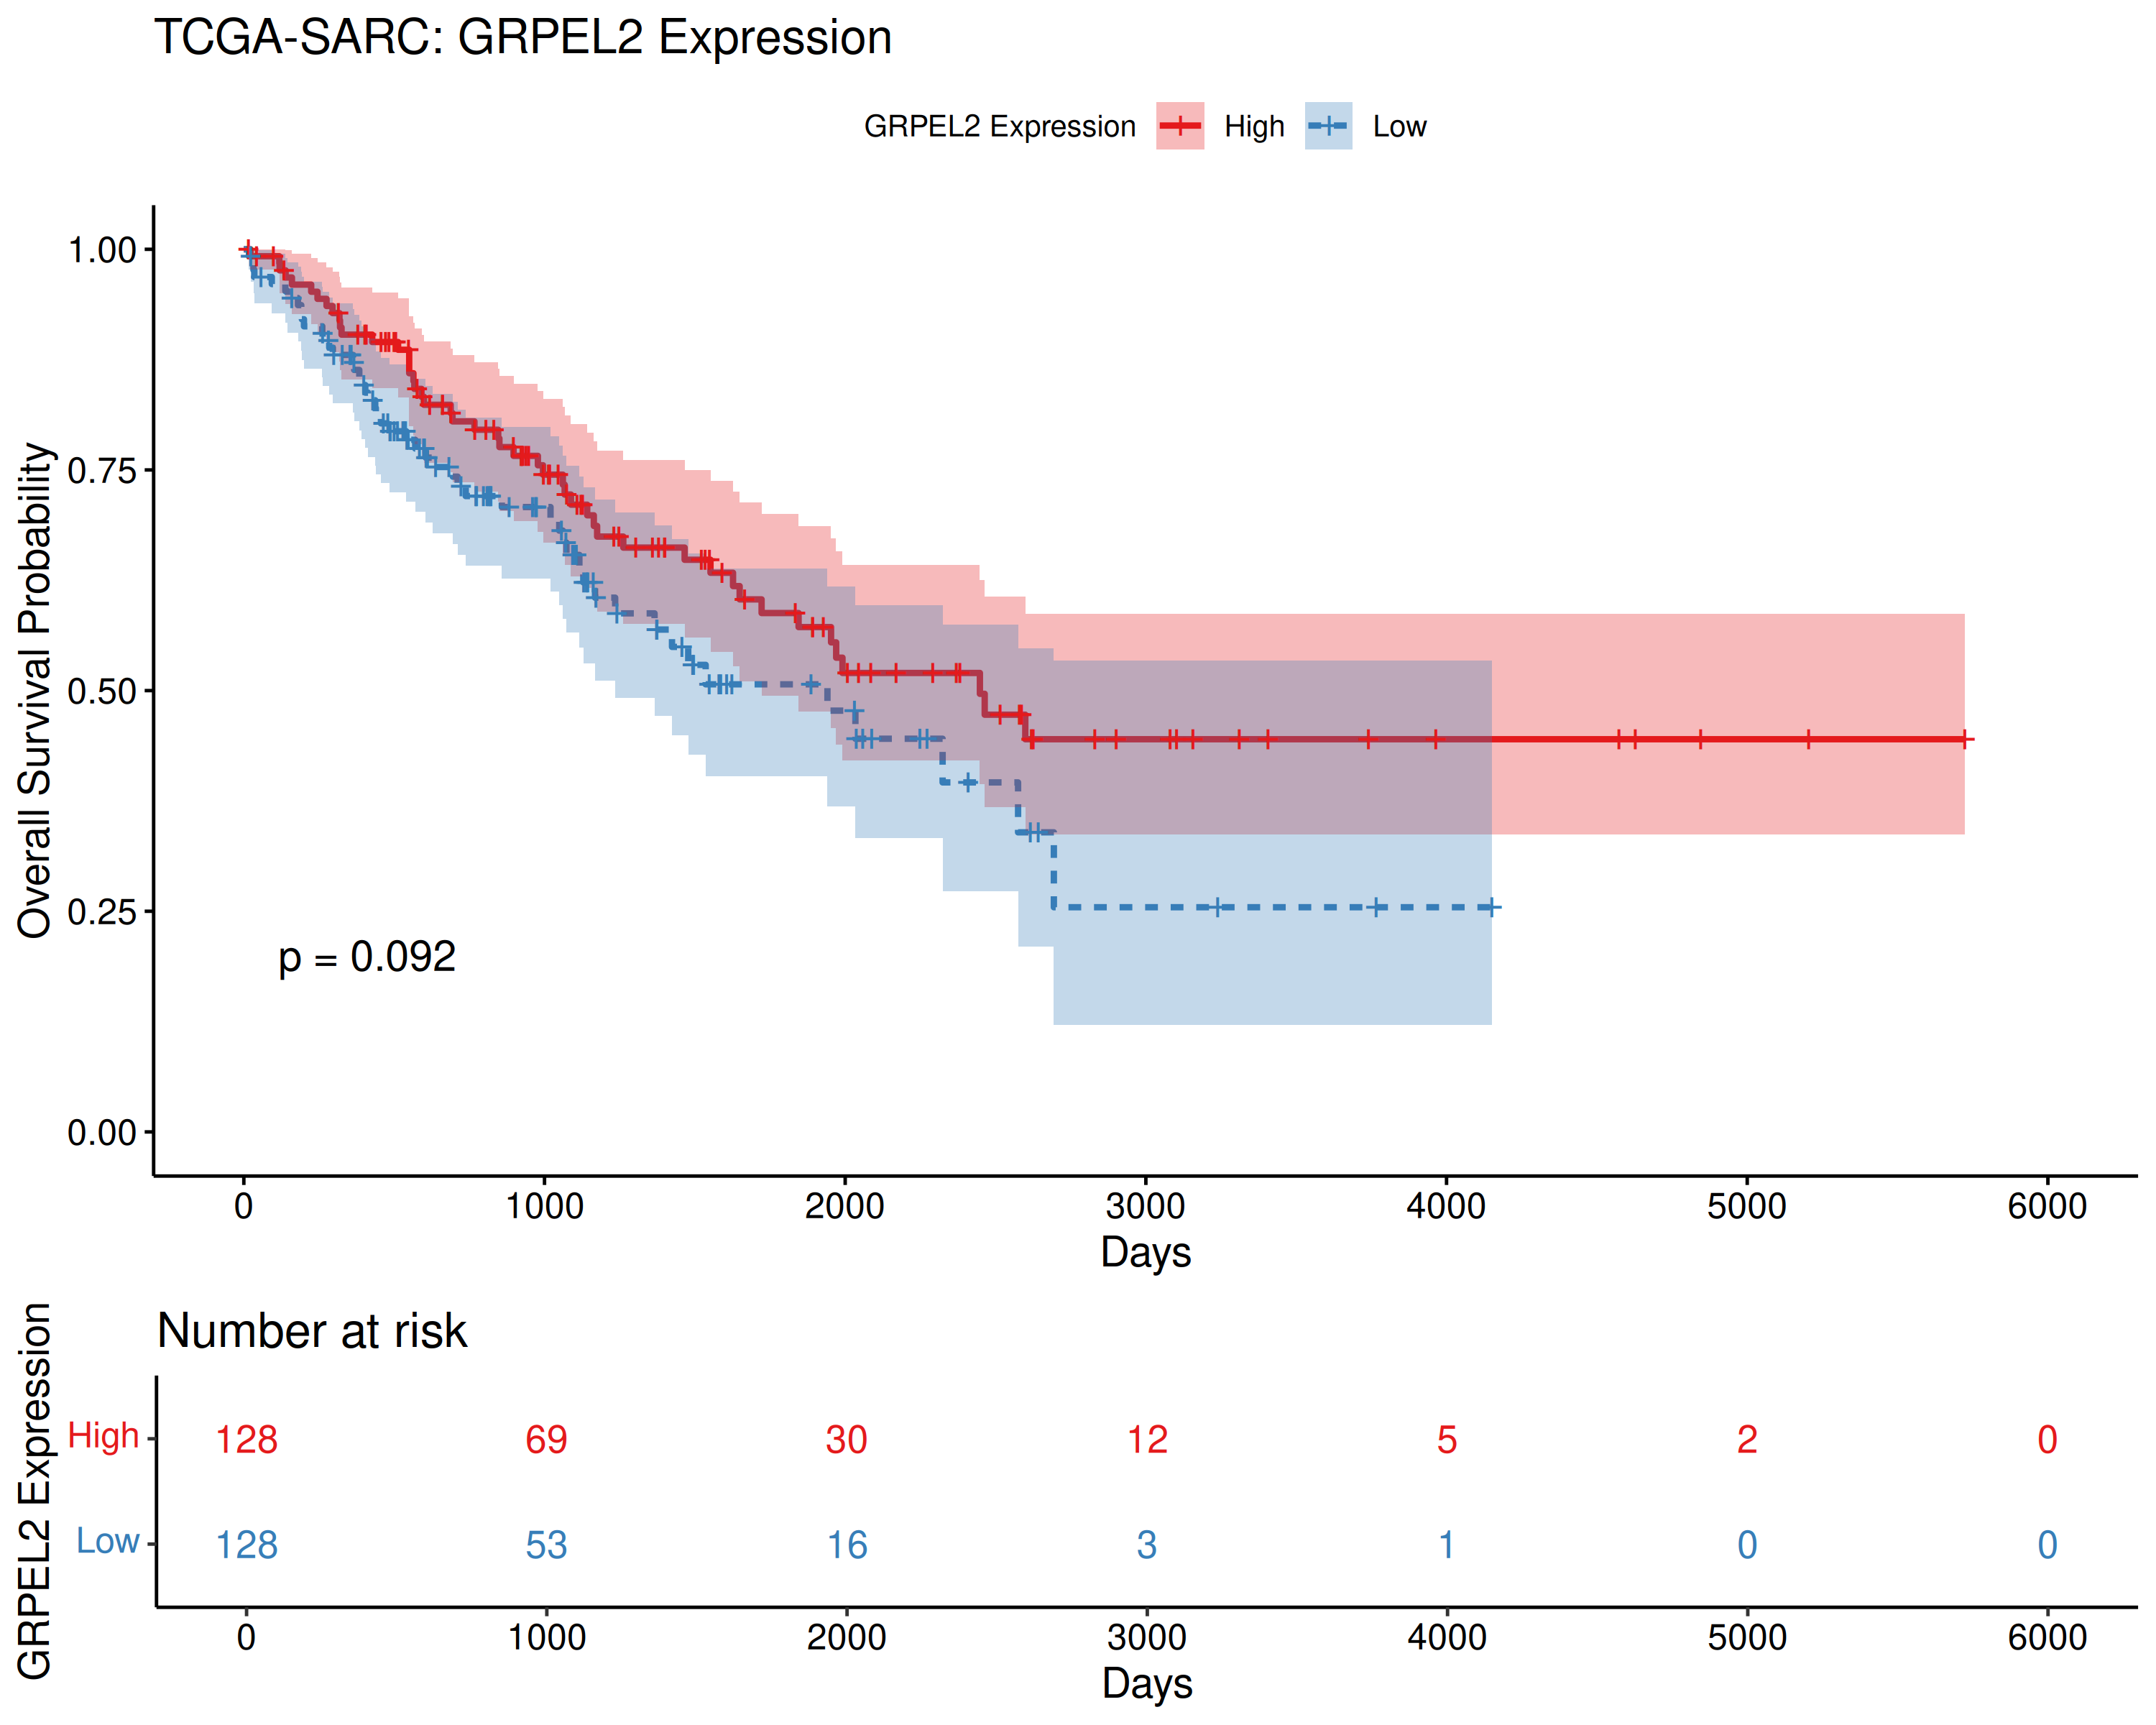 TCGA-SARC: GRPEL2 Expression
GRPEL2 Expression High Low
Overall Survival Probability
1.00
0.75
0.50
0.25
0.00
p = 0.092
0 1000 2000 3000 4000 5000 6000
Days
Number at risk
GRPEL2 Expression
High 128 69 30 12 5 2 0
Low 128 53 16 3 1 0 0
0 1000 2000 3000 4000 5000 6000
Days